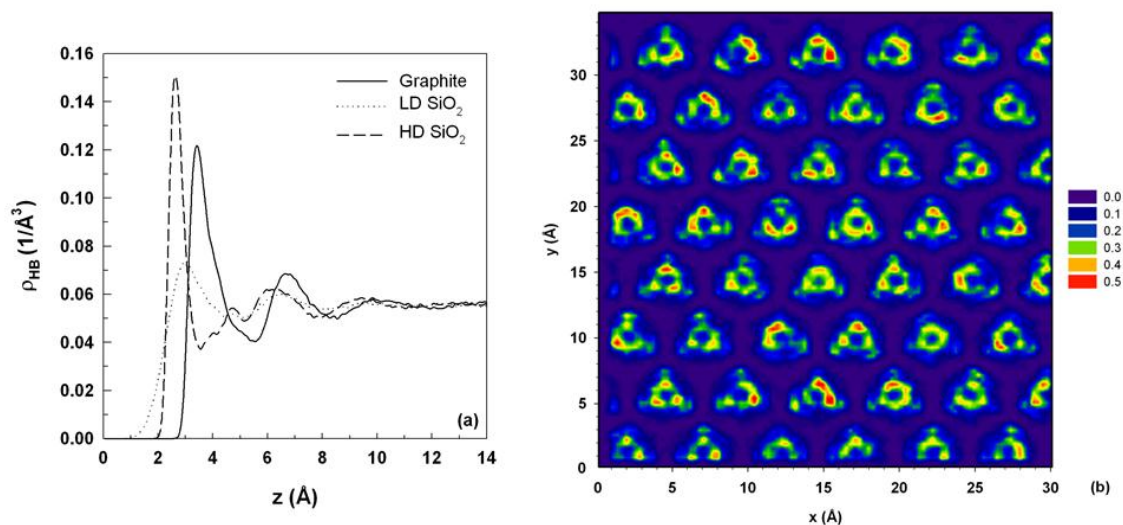 0.16
0.14
0.12
0.10
0.08
0.06
0.04
0.02
0.00
ρHB (1/Å³)
Graphite
LD SiO₂
HD SiO₂
(a)
0 2 4 6 8 10 12 14
z (Å)
30
25
20
15
10
5
0
y (Å)
0 5 10 15 20 25 30
x (Å)
(b)
0.0
0.1
0.2
0.3
0.4
0.5